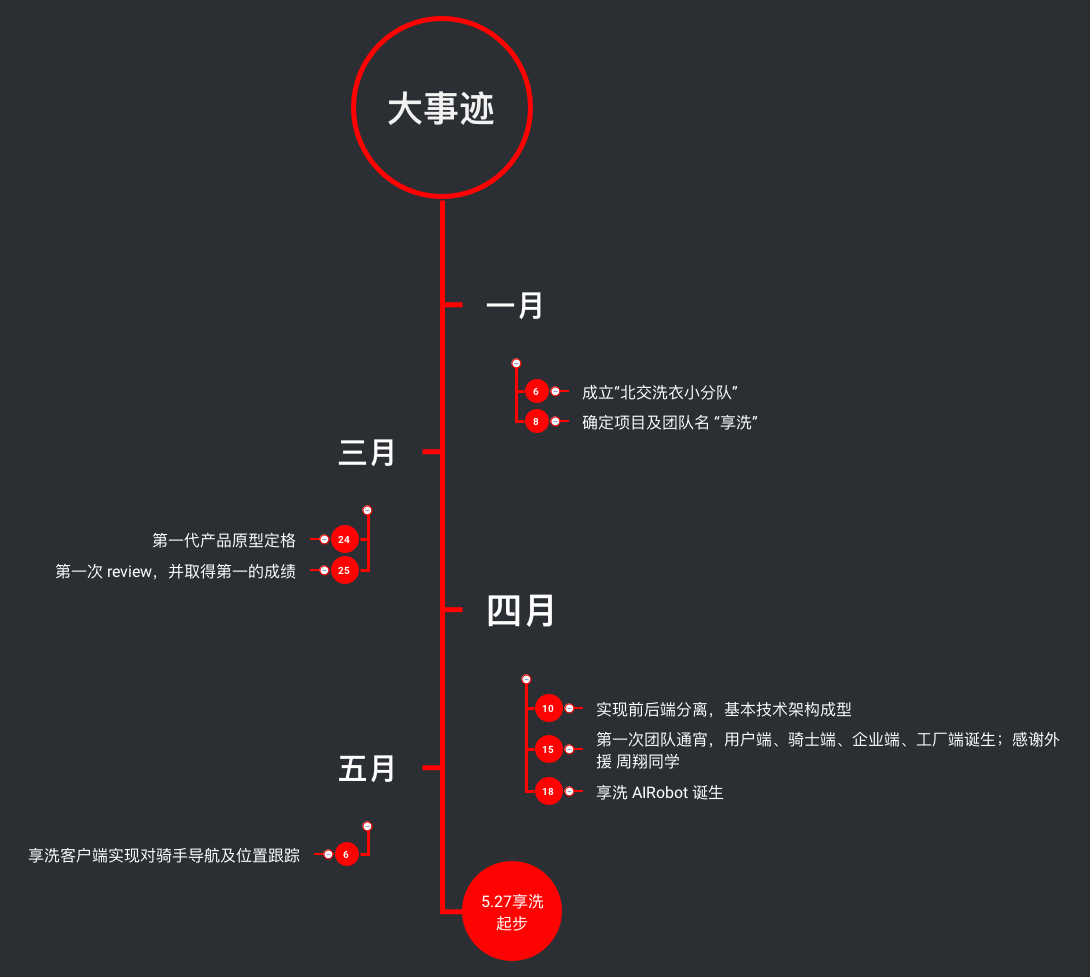 大事迹
一月
6 成立“北交洗衣小分队”
8 确定项目及团队名 “享洗”
三月
第一代产品原型定格 24
第一次 review，并取得第一的成绩 25
四月
10 实现前后端分离，基本技术架构成型
15 第一次团队通宵，用户端、骑士端、企业端、工厂端诞生；感谢外
援 周翔同学
18 享洗 AIRobot 诞生
五月
享洗客户端实现对骑手导航及位置跟踪 6
5.27享洗
起步